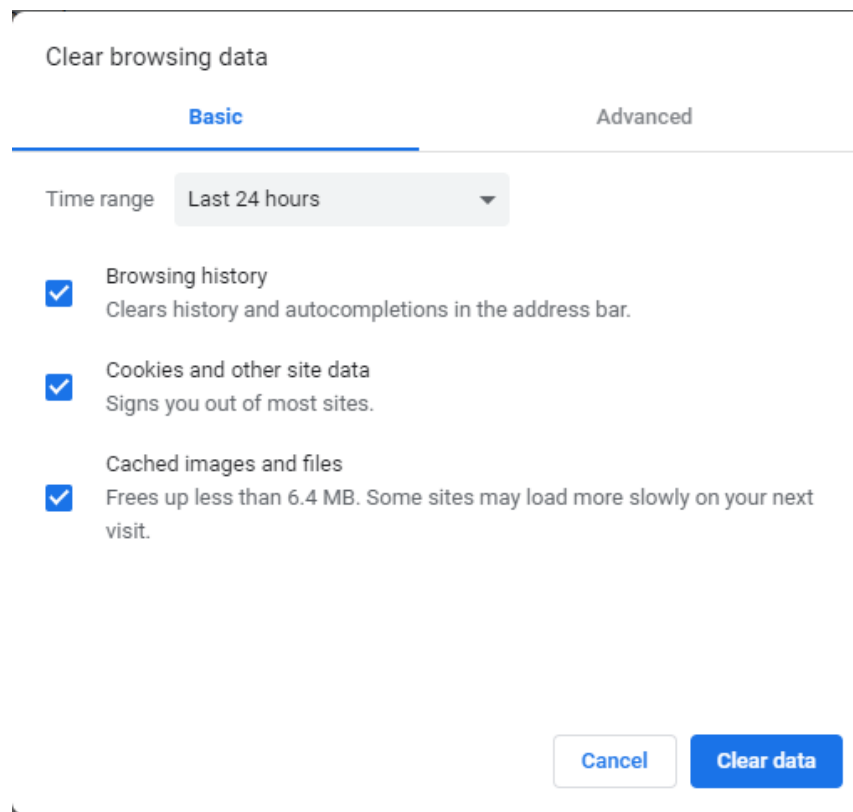 Clear browsing data
Basic
Advanced
Time range
Last 24 hours
Browsing history
Clears history and autocompletions in the address bar.
Cookies and other site data
Signs you out of most sites.
Cached images and files
Frees up less than 6.4 MB. Some sites may load more slowly on your next
visit.
Cancel
Clear data